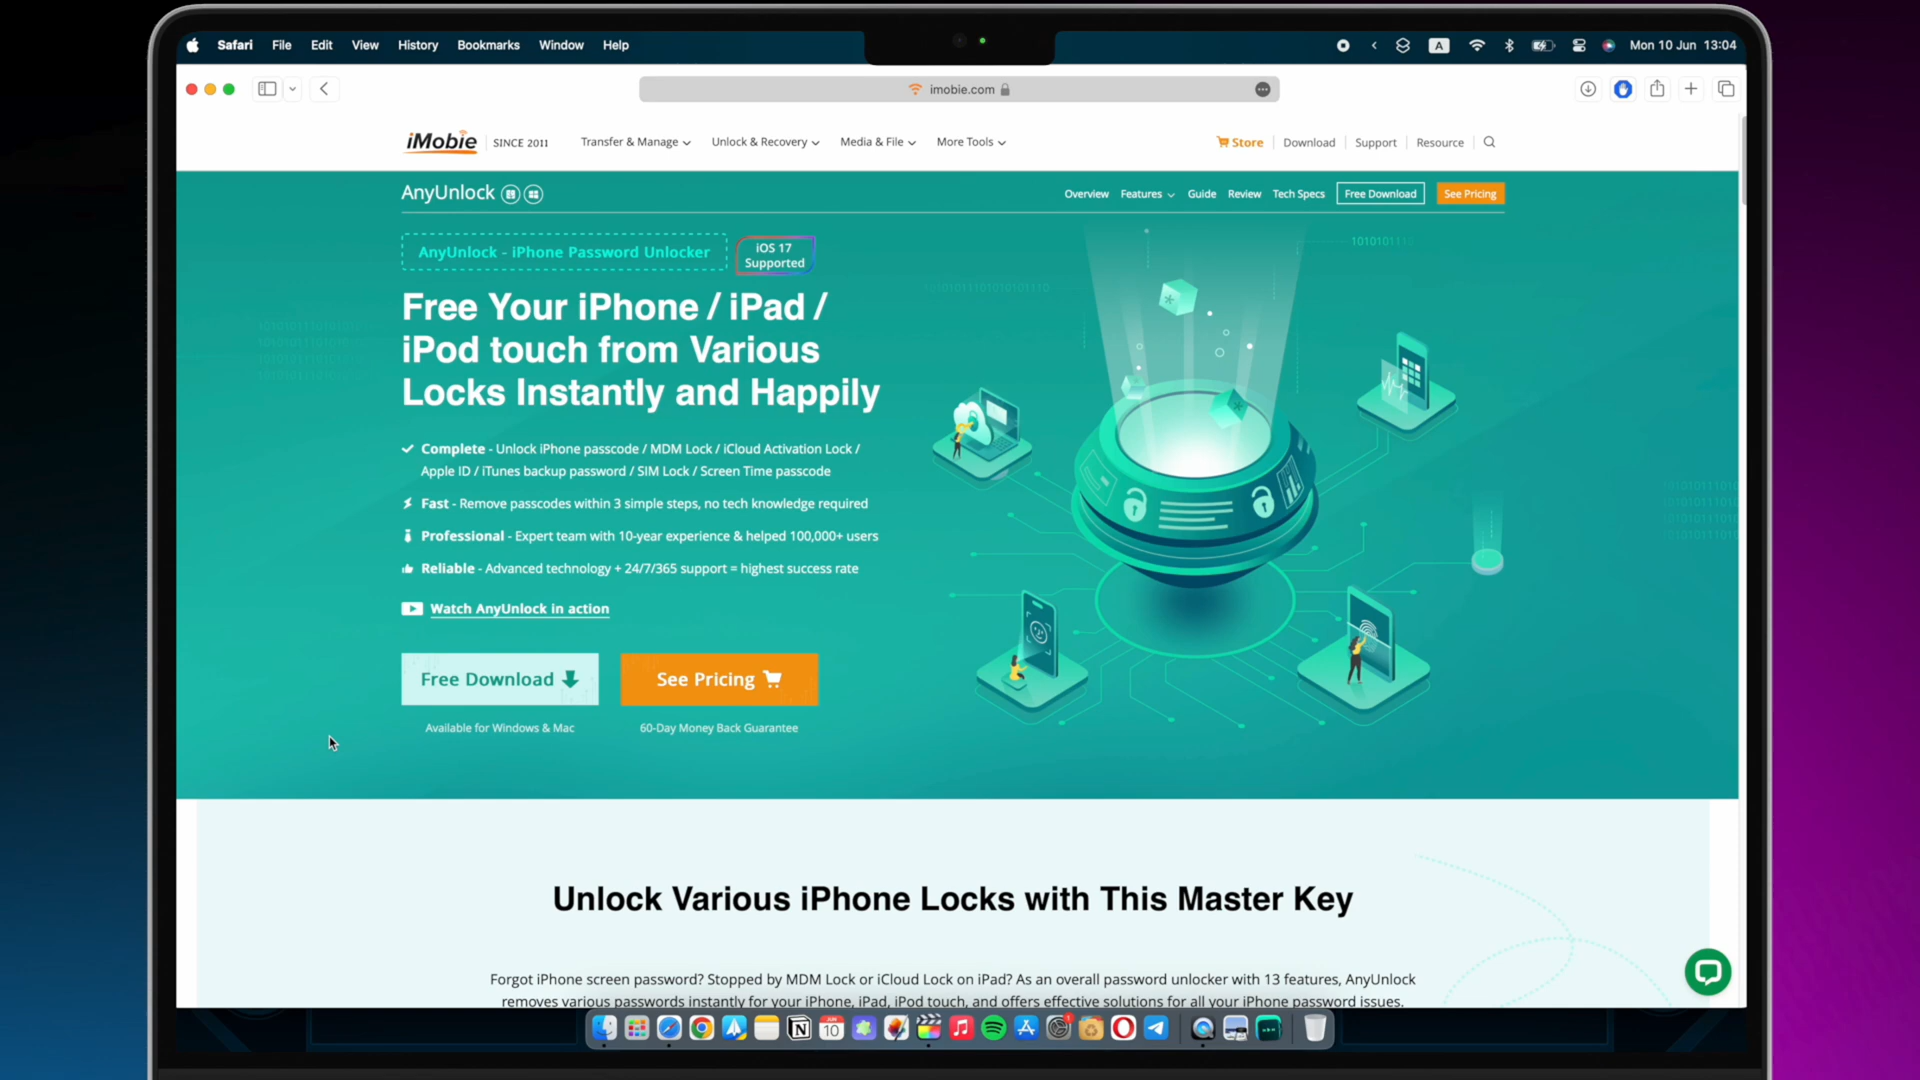 Safari File Edit View History Bookmarks Window Help
A
Mon 10 Jun 13:04
imobie.com
iMobie SINCE 2011 Transfer & Manage Unlock & Recovery Media & File More Tools
Store Download Support Resource
AnyUnlock
Overview Features Guide Review Tech Specs Free Download See Pricing
AnyUnlock - iPhone Password Unlocker
iOS 17
Supported
Free Your iPhone / iPad /
iPod touch from Various
Locks Instantly and Happily
Complete - Unlock iPhone passcode / MDM Lock / iCloud Activation Lock /
Apple ID / iTunes backup password / SIM Lock / Screen Time passcode
Fast - Remove passcodes within 3 simple steps, no tech knowledge required
Professional - Expert team with 10-year experience & helped 100,000+ users
Reliable - Advanced technology + 24/7/365 support = highest success rate
Watch AnyUnlock in action
Free Download
See Pricing
Available for Windows & Mac
60-Day Money Back Guarantee
Unlock Various iPhone Locks with This Master Key
Forgot iPhone screen password? Stopped by MDM Lock or iCloud Lock on iPad? As an overall password unlocker with 13 features, AnyUnlock
removes various passwords instantly for your iPhone, iPad, iPod touch, and offers effective solutions for all your iPhone password issues.
JUN
10